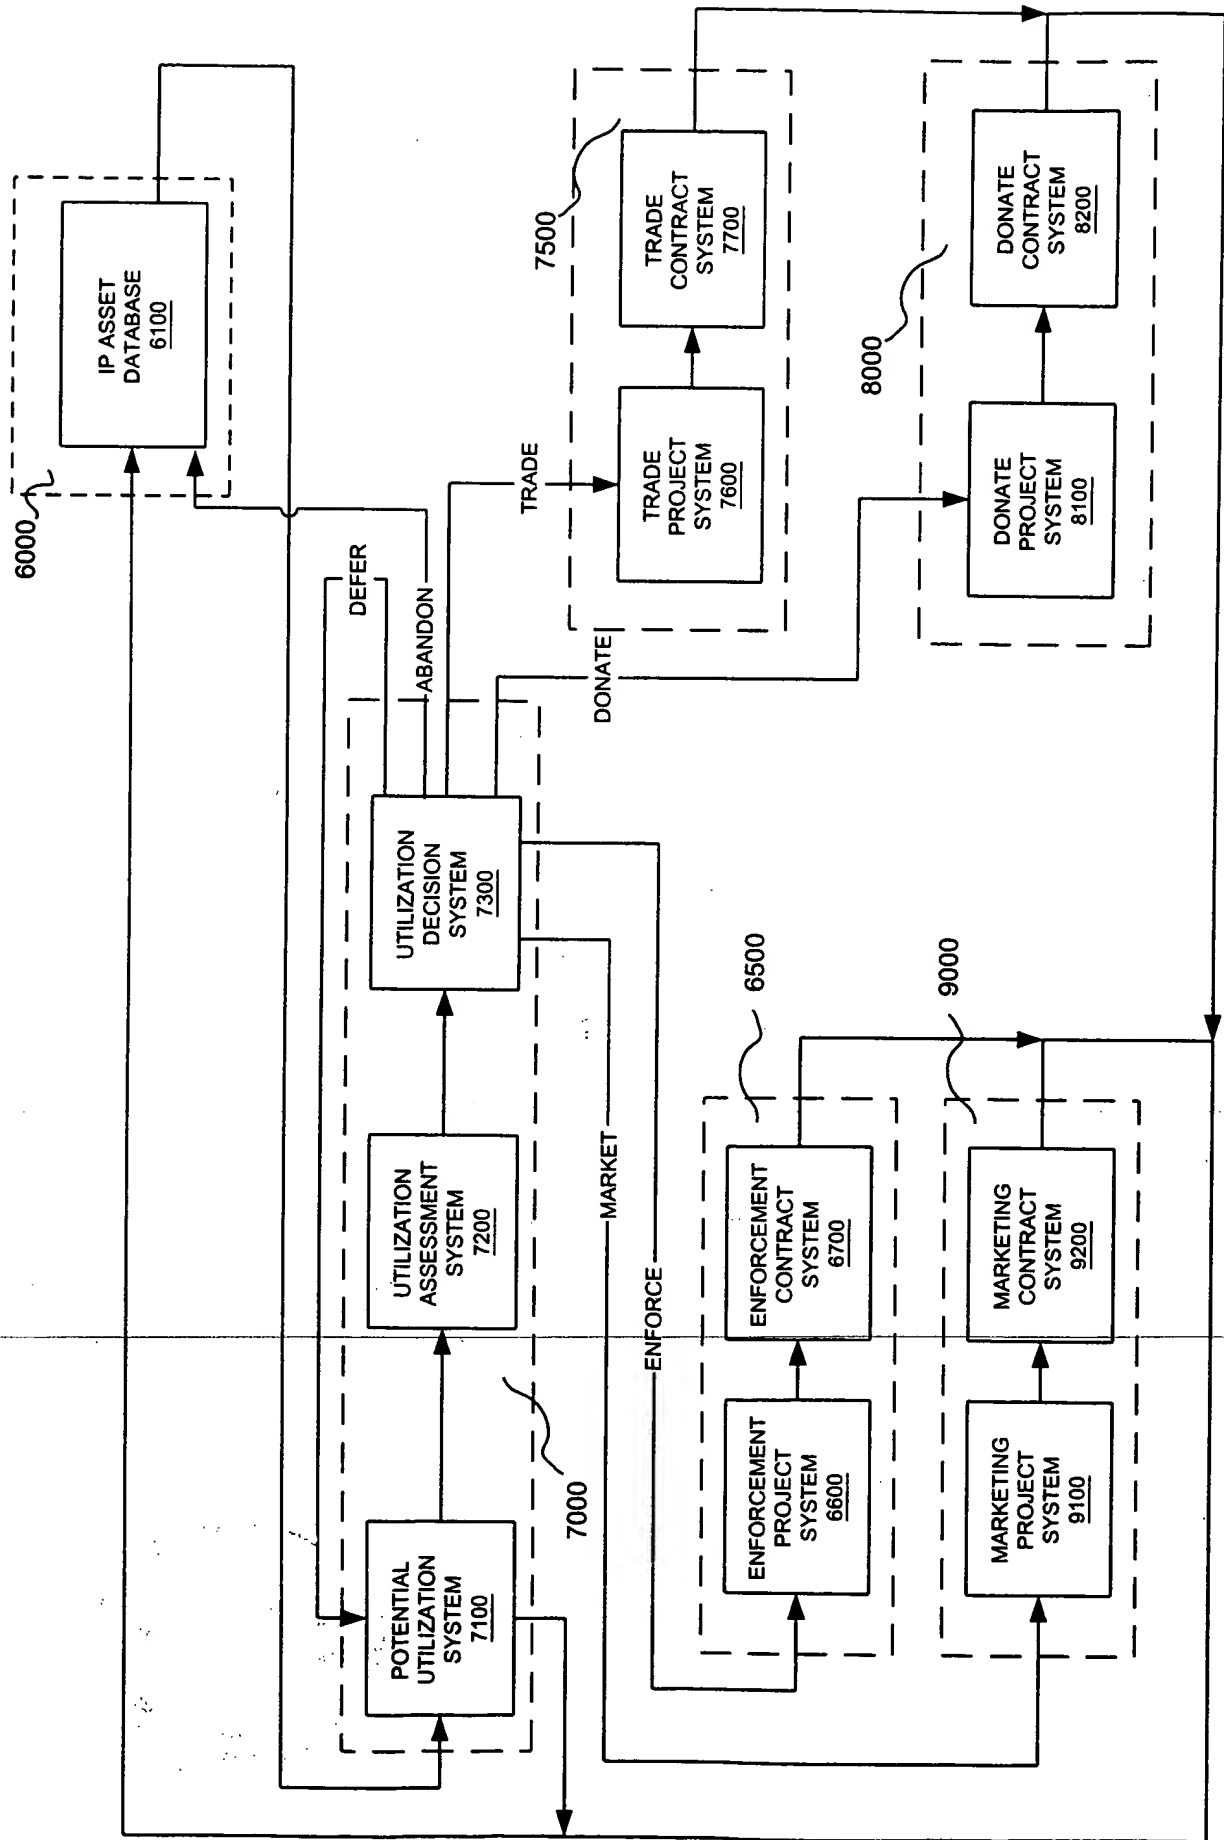 6000
IP ASSET
DATABASE
6100
DEFER
ABANDON
TRADE
DONATE
7500
TRADE
PROJECT
SYSTEM
7600
TRADE
CONTRACT
SYSTEM
7700
8000
DONATE
PROJECT
SYSTEM
8100
DONATE
CONTRACT
SYSTEM
8200
POTENTIAL
UTILIZATION
SYSTEM
7100
UTILIZATION
ASSESSMENT
SYSTEM
7200
UTILIZATION
DECISION
SYSTEM
7300
7000
MARKET
ENFORCE
6500
ENFORCEMENT
PROJECT
SYSTEM
6600
ENFORCEMENT
CONTRACT
SYSTEM
6700
9000
MARKETING
PROJECT
SYSTEM
9100
MARKETING
CONTRACT
SYSTEM
9200